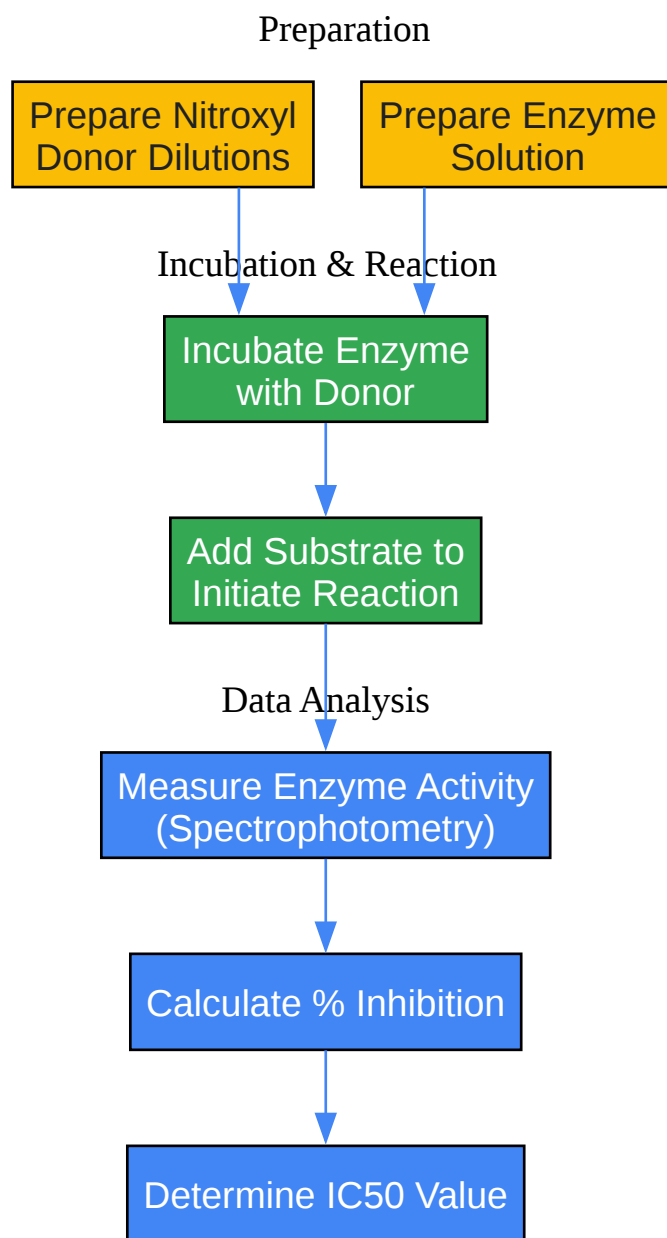 Preparation
Prepare Nitroxyl
Donor Dilutions
Prepare Enzyme
Solution
Incubation & Reaction
Incubate Enzyme
with Donor
Add Substrate to
Initiate Reaction
Data Analysis
Measure Enzyme Activity
(Spectrophotometry)
Calculate % Inhibition
Determine IC50 Value